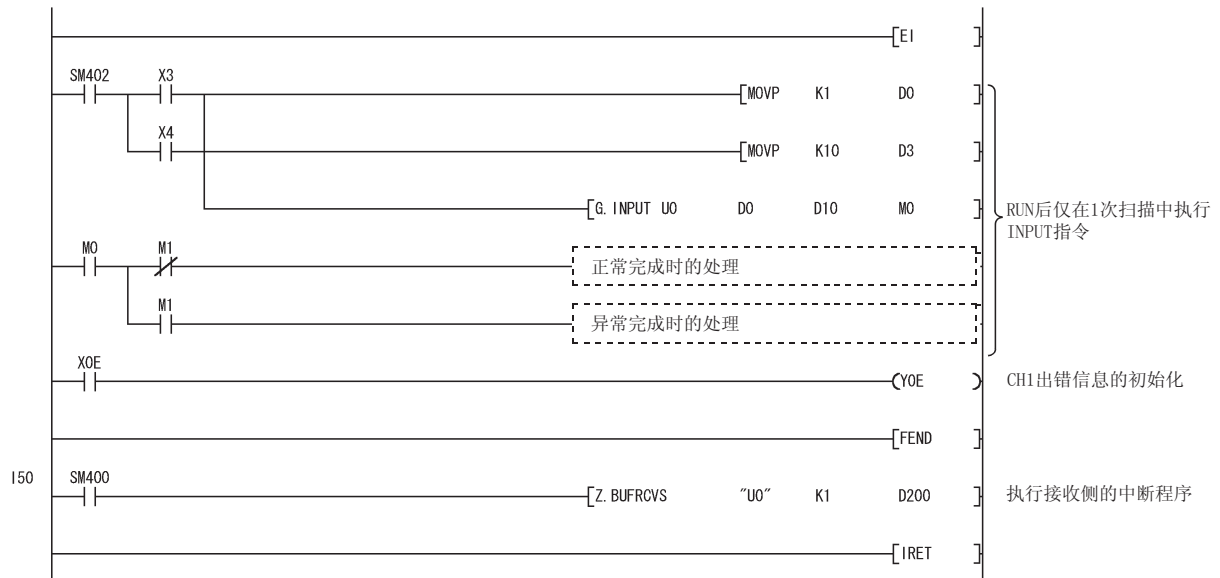 EI
SM402 X3
MOVP K1 D0
X4
MOVP K10 D3
G.INPUT U0 D0 D10 M0
RUN后仅在1次扫描中执行
INPUT指令
M0 M1
正常完成时的处理
M1
异常完成时的处理
X0E
Y0E
CH1出错信息的初始化
FEND
I50 SM400
Z.BUFRCVS "U0" K1 D200
执行接收侧的中断程序
IRET